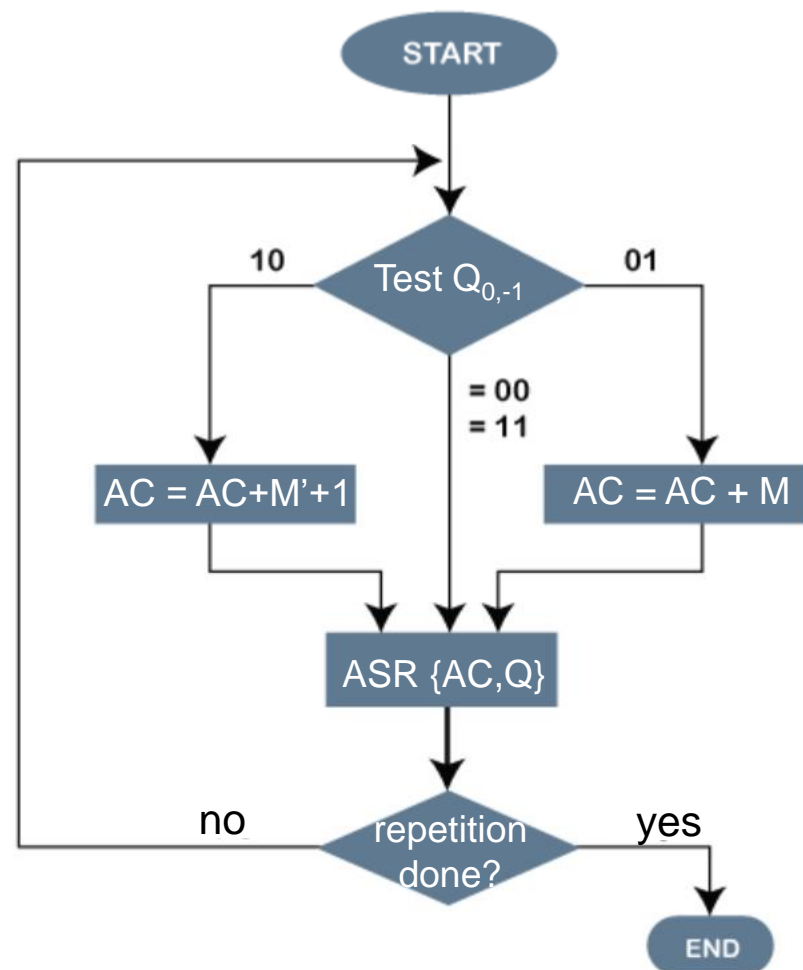 START
10
Test Q₀,₋₁
01
= 00
= 11
AC = AC+M’+1
AC = AC + M
ASR {AC,Q}
no
repetition
done?
yes
END